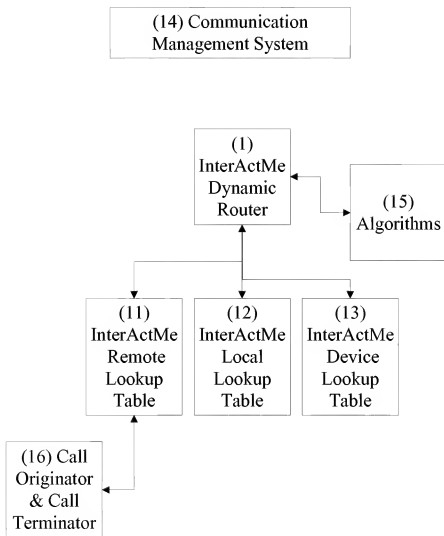 (14) Communication
Management System
(1)
InterActMe
Dynamic
Router
(15)
Algorithms
(11)
InterActMe
Remote
Lookup
Table
(12)
InterActMe
Local
Lookup
Table
(13)
InterActMe
Device
Lookup
Table
(16) Call
Originator
& Call
Terminator